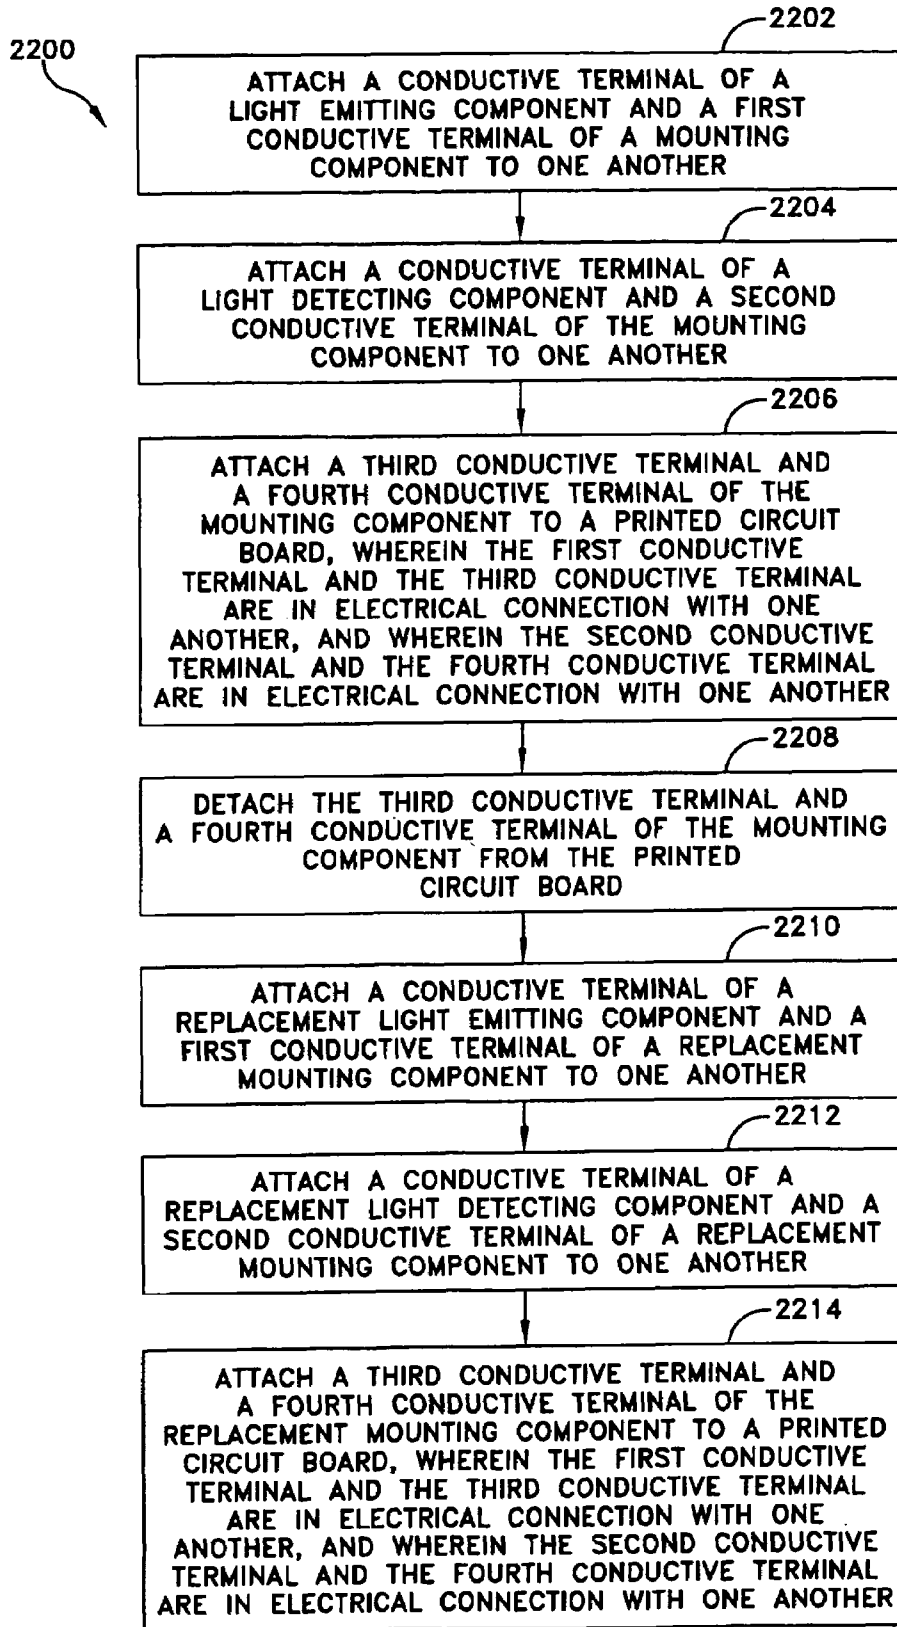 2200
2202
ATTACH A CONDUCTIVE TERMINAL OF A
LIGHT EMITTING COMPONENT AND A FIRST
CONDUCTIVE TERMINAL OF A MOUNTING
COMPONENT TO ONE ANOTHER
2204
ATTACH A CONDUCTIVE TERMINAL OF A
LIGHT DETECTING COMPONENT AND A SECOND
CONDUCTIVE TERMINAL OF THE MOUNTING
COMPONENT TO ONE ANOTHER
2206
ATTACH A THIRD CONDUCTIVE TERMINAL AND
A FOURTH CONDUCTIVE TERMINAL OF THE
MOUNTING COMPONENT TO A PRINTED CIRCUIT
BOARD, WHEREIN THE FIRST CONDUCTIVE
TERMINAL AND THE THIRD CONDUCTIVE TERMINAL
ARE IN ELECTRICAL CONNECTION WITH ONE
ANOTHER, AND WHEREIN THE SECOND CONDUCTIVE
TERMINAL AND THE FOURTH CONDUCTIVE TERMINAL
ARE IN ELECTRICAL CONNECTION WITH ONE ANOTHER
2208
DETACH THE THIRD CONDUCTIVE TERMINAL AND
A FOURTH CONDUCTIVE TERMINAL OF THE MOUNTING
COMPONENT FROM THE PRINTED
CIRCUIT BOARD
2210
ATTACH A CONDUCTIVE TERMINAL OF A
REPLACEMENT LIGHT EMITTING COMPONENT AND A
FIRST CONDUCTIVE TERMINAL OF A REPLACEMENT
MOUNTING COMPONENT TO ONE ANOTHER
2212
ATTACH A CONDUCTIVE TERMINAL OF A
REPLACEMENT LIGHT DETECTING COMPONENT AND A
SECOND CONDUCTIVE TERMINAL OF A REPLACEMENT
MOUNTING COMPONENT TO ONE ANOTHER
2214
ATTACH A THIRD CONDUCTIVE TERMINAL AND
A FOURTH CONDUCTIVE TERMINAL OF THE
REPLACEMENT MOUNTING COMPONENT TO A PRINTED
CIRCUIT BOARD, WHEREIN THE FIRST CONDUCTIVE
TERMINAL AND THE THIRD CONDUCTIVE TERMINAL
ARE IN ELECTRICAL CONNECTION WITH ONE
ANOTHER, AND WHEREIN THE SECOND CONDUCTIVE
TERMINAL AND THE FOURTH CONDUCTIVE TERMINAL
ARE IN ELECTRICAL CONNECTION WITH ONE ANOTHER